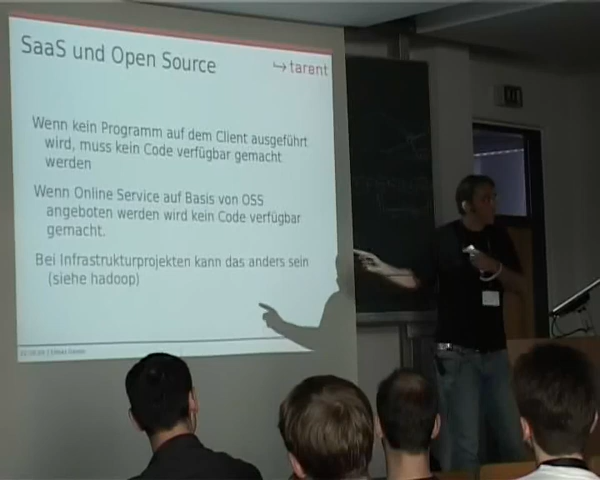 SaaS und Open Source
tarent
Wenn kein Programm auf dem Client ausgeführt
wird, muss kein Code verfügbar gemacht
werden
Wenn Online Service auf Basis von OSS
angeboten werden wird kein Code verfügbar
gemacht.
Bei Infrastrukturprojekten kann das anders sein
(siehe hadoop)